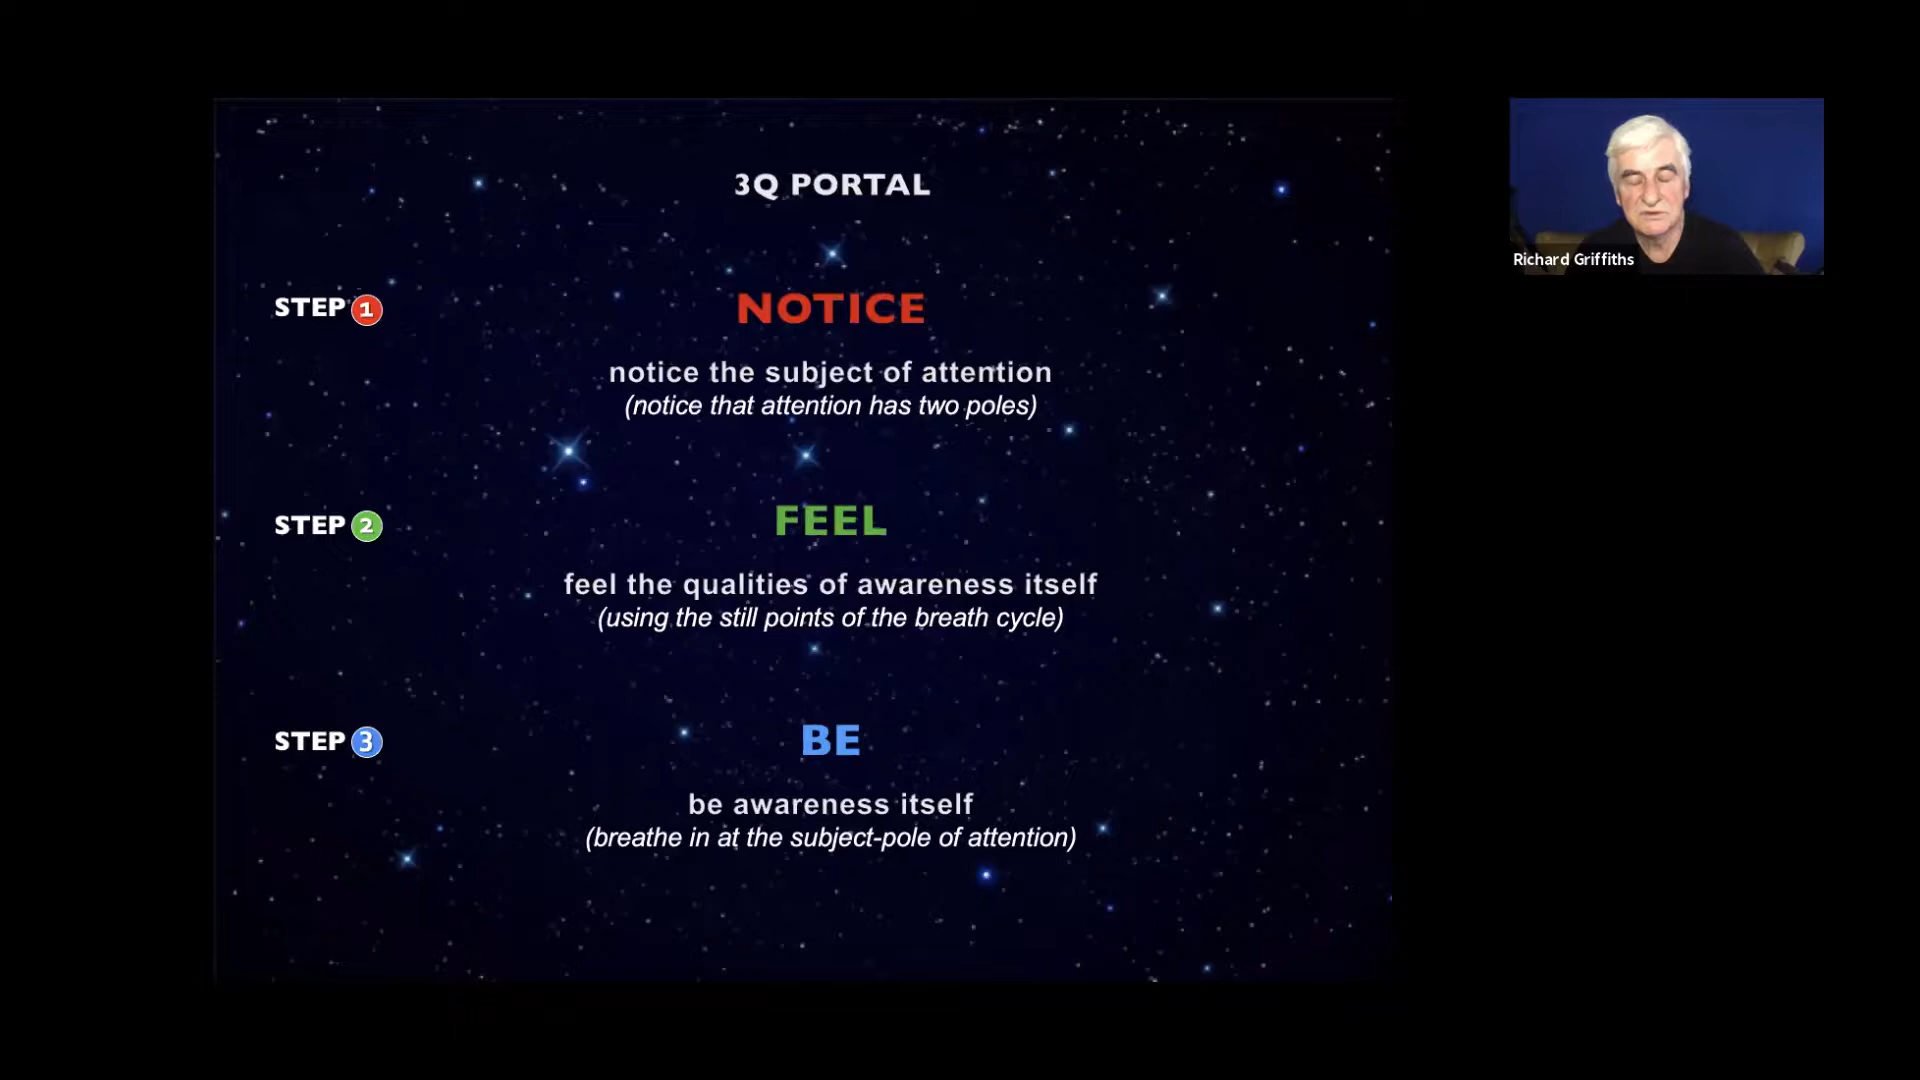 3Q PORTAL
STEP 1
NOTICE
notice the subject of attention
(notice that attention has two poles)
STEP 2
FEEL
feel the qualities of awareness itself
(using the still points of the breath cycle)
STEP 3
BE
be awareness itself
(breathe in at the subject-pole of attention)
Richard Griffiths